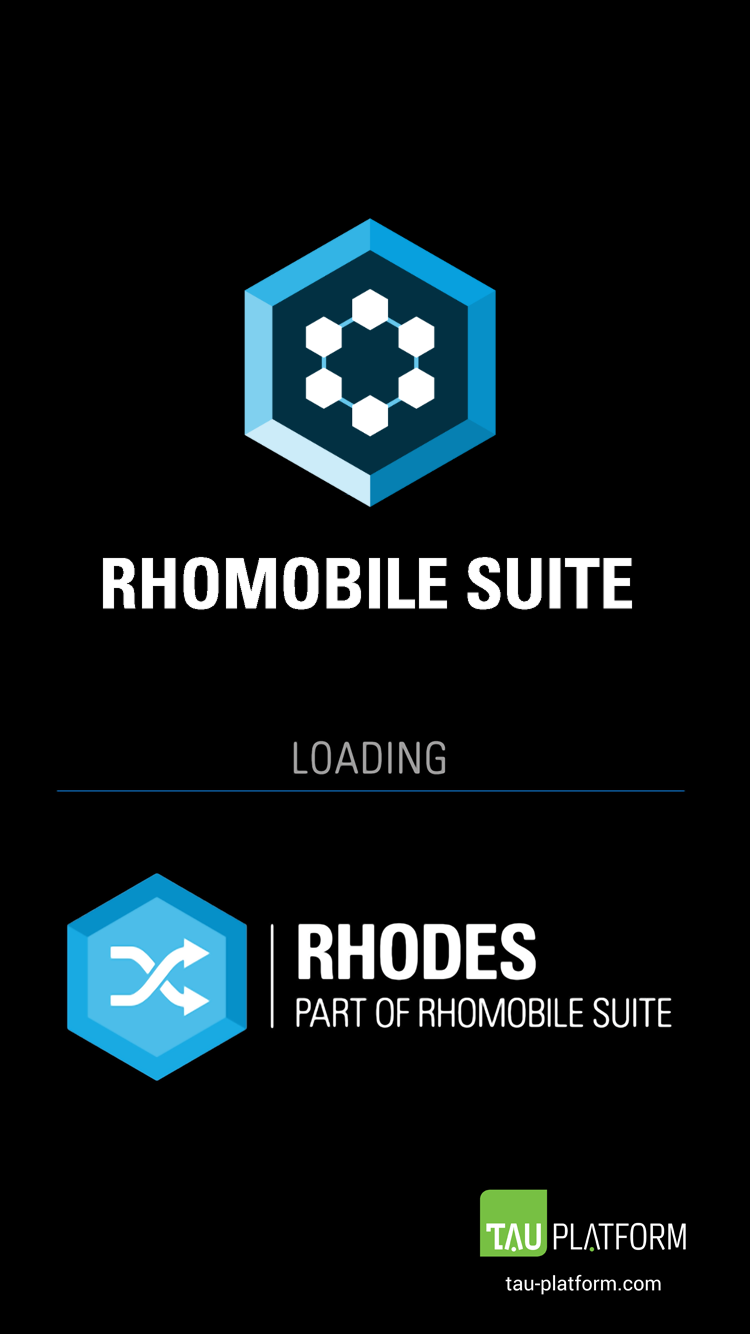 RHOMOBILE SUITE
LOADING
RHODES
PART OF RHOMOBILE SUITE
TAU PLATFORM
tau-platform.com